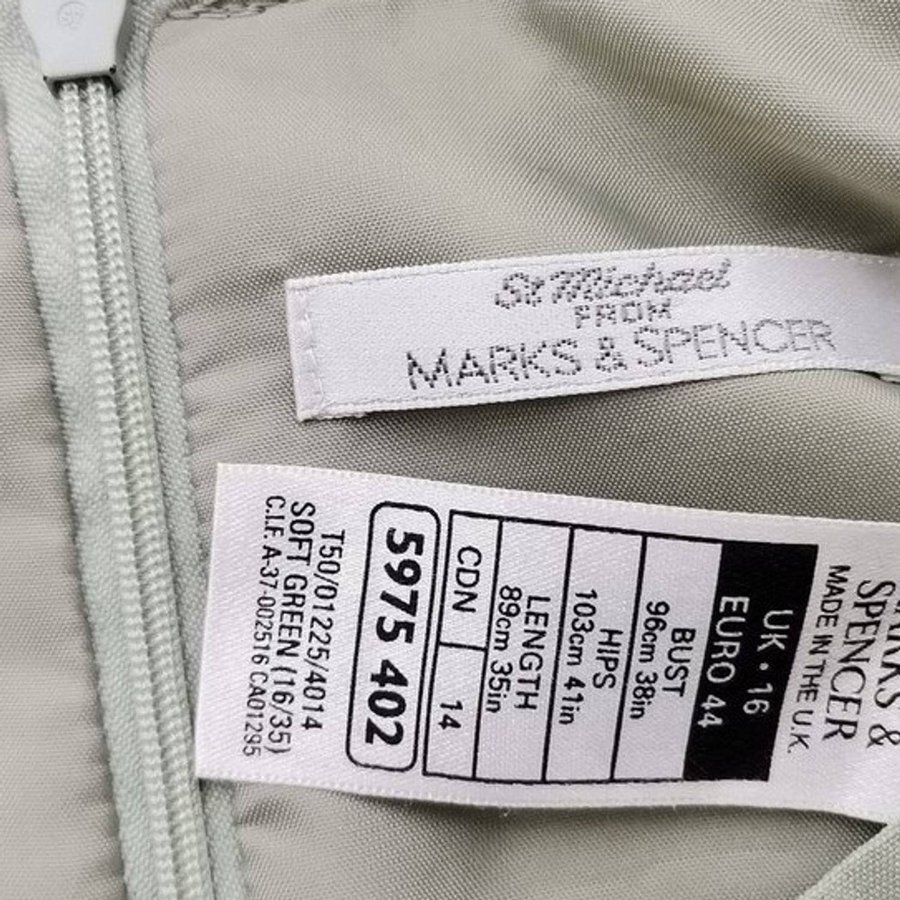 St Michael
FROM
MARKS & SPENCER
SPENCER
MADE IN THE U.K.
UK · 16
EURO 44
BUST
96cm 38in
HIPS
103cm 41in
LENGTH
89cm 35in
CDN 14
5975 402
T50/01225/4014
SOFT GREEN (16/35)
C.I.F. A-37-002516 CA01295